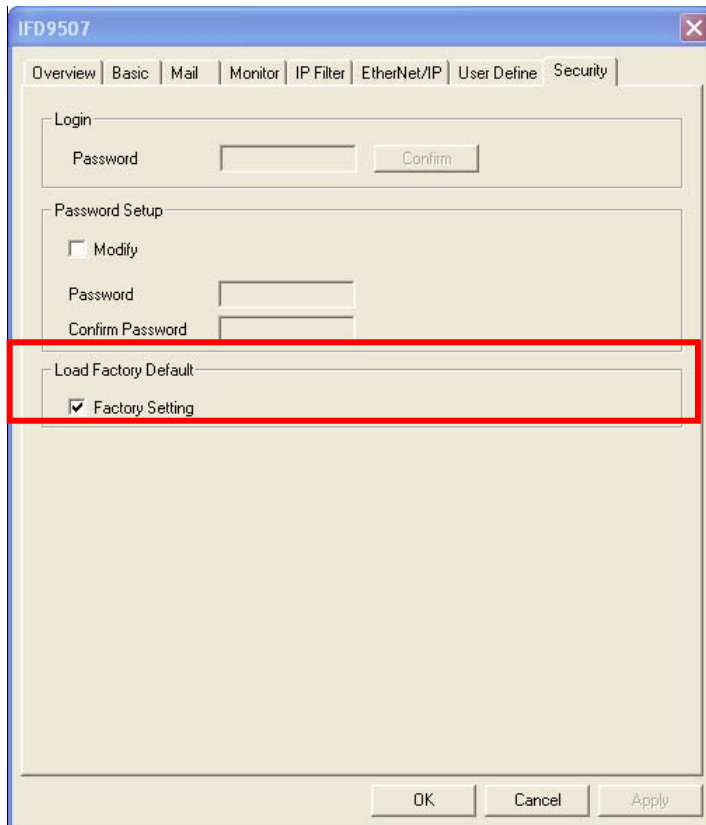 IFD9507
Overview Basic Mail Monitor IP Filter EtherNet/IP User Define Security
Login
Password Confirm
Password Setup
Modify
Password
Confirm Password
Load Factory Default
Factory Setting
OK Cancel Apply